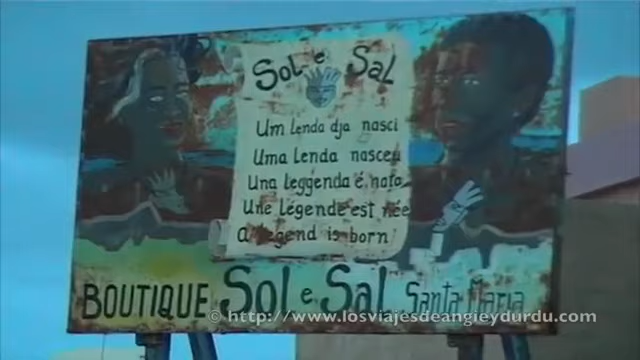 Sol e Sal
Um lenda dja nasci
Uma lenda nasceu
Una leggenda é nata
Une légende est née
a legend is born
BOUTIQUE Sol e Sal Santa Maria
© http://www.losviajesdeangieydurdu.com/